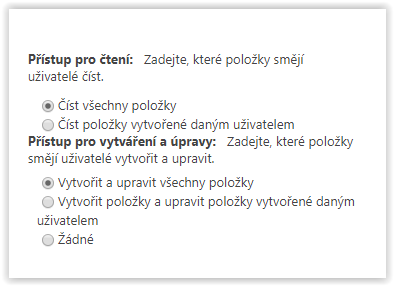 Přístup pro čtení: Zadejte, které položky smějí
uživatelé číst.
Číst všechny položky
Číst položky vytvořené daným uživatelem
Přístup pro vytváření a úpravy: Zadejte, které položky
smějí uživatelé vytvořit a upravit.
Vytvořit a upravit všechny položky
Vytvořit položky a upravit položky vytvořené daným
uživatelem
Žádné